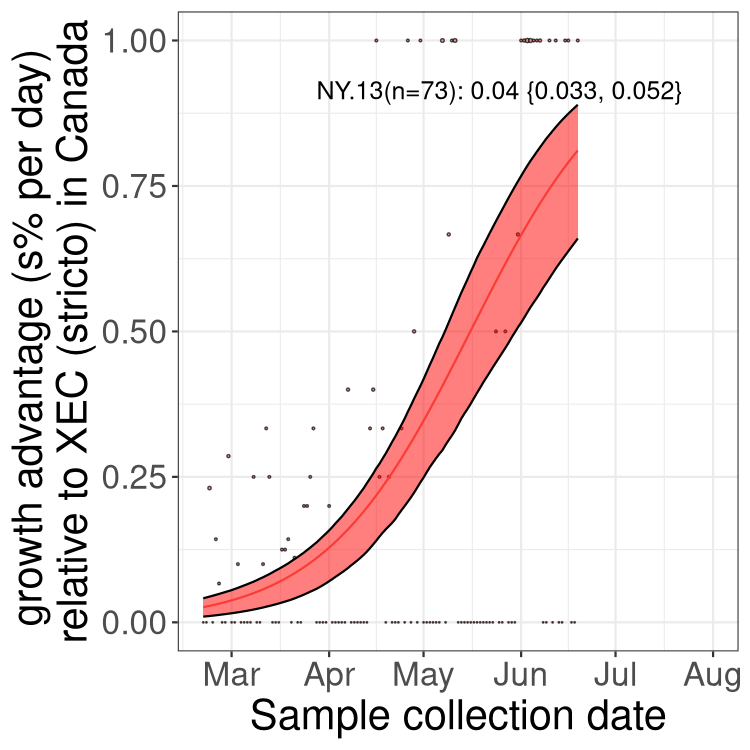 growth advantage (s% per day)
relative to XEC (stricto) in Canada
1.00
0.75
0.50
0.25
0.00
NY.13(n=73): 0.04 {0.033, 0.052}
Mar Apr May Jun Jul Aug
Sample collection date